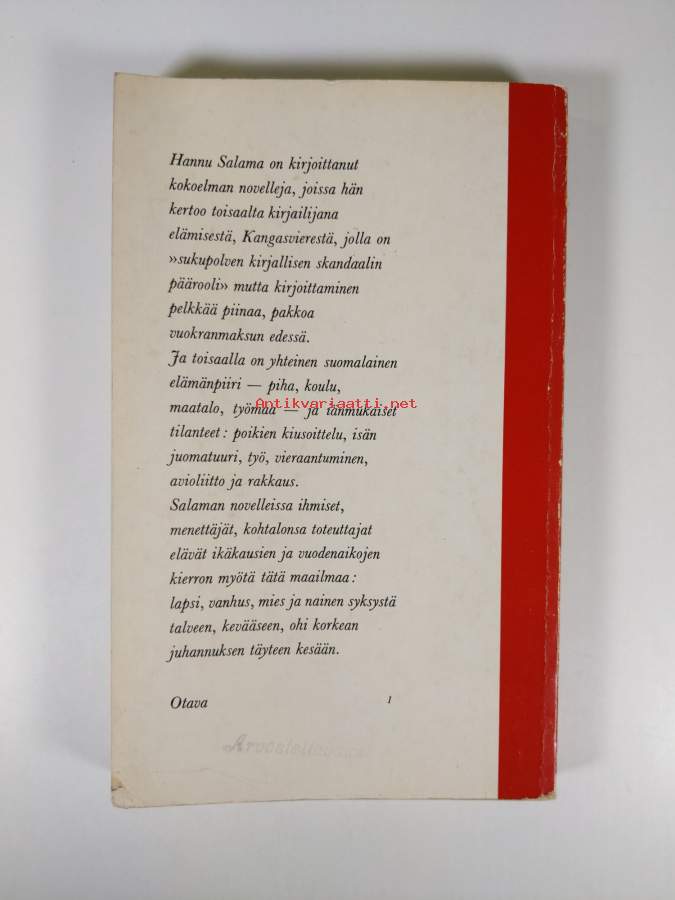 Hannu Salama on kirjoittanut
kokoelman novelleja, joissa hän
kertoo toisaalta kirjailijana
elämisestä, Kangasvierestä, jolla on
»sukupolven kirjallisen skandaalin
päärooli» mutta kirjoittaminen
pelkkää piinaa, pakkoa
vuokranmaksun edessä.
Ja toisaalla on yhteinen suomalainen
elämänpiiri — piha, koulu,
Antikvariaatti.net
maatalo, työmaa — ja ianmukaiset
tilanteet: poikien kiusoittelu, isän
juomatuuri, työ, vieraantuminen,
avioliitto ja rakkaus.
Salaman novelleissa ihmiset,
menettäjät, kohtalonsa toteuttajat
elävät ikäkausien ja vuodenaikojen
kierron myötä tätä maailmaa:
lapsi, vanhus, mies ja nainen syksystä
talveen, kevääseen, ohi korkean
juhannuksen täyteen kesään.
Otava 1